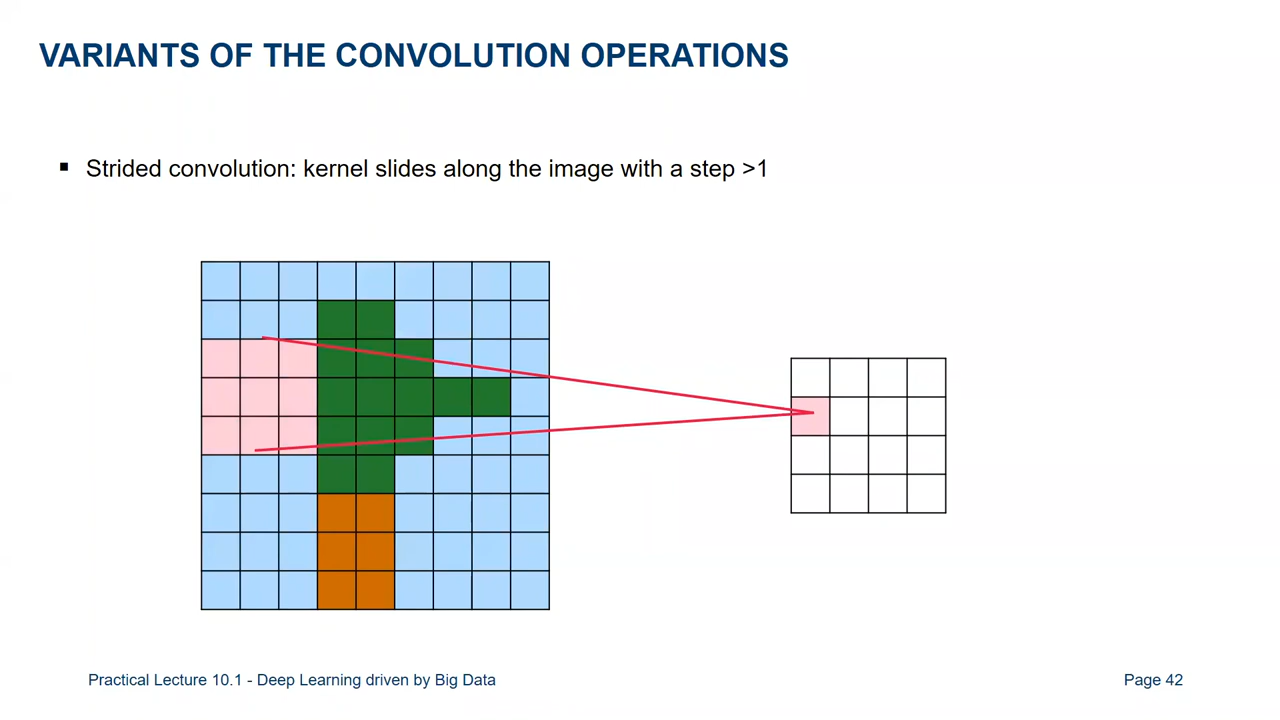 VARIANTS OF THE CONVOLUTION OPERATIONS
▪ Strided convolution: kernel slides along the image with a step >1
Practical Lecture 10.1 - Deep Learning driven by Big Data
Page 42